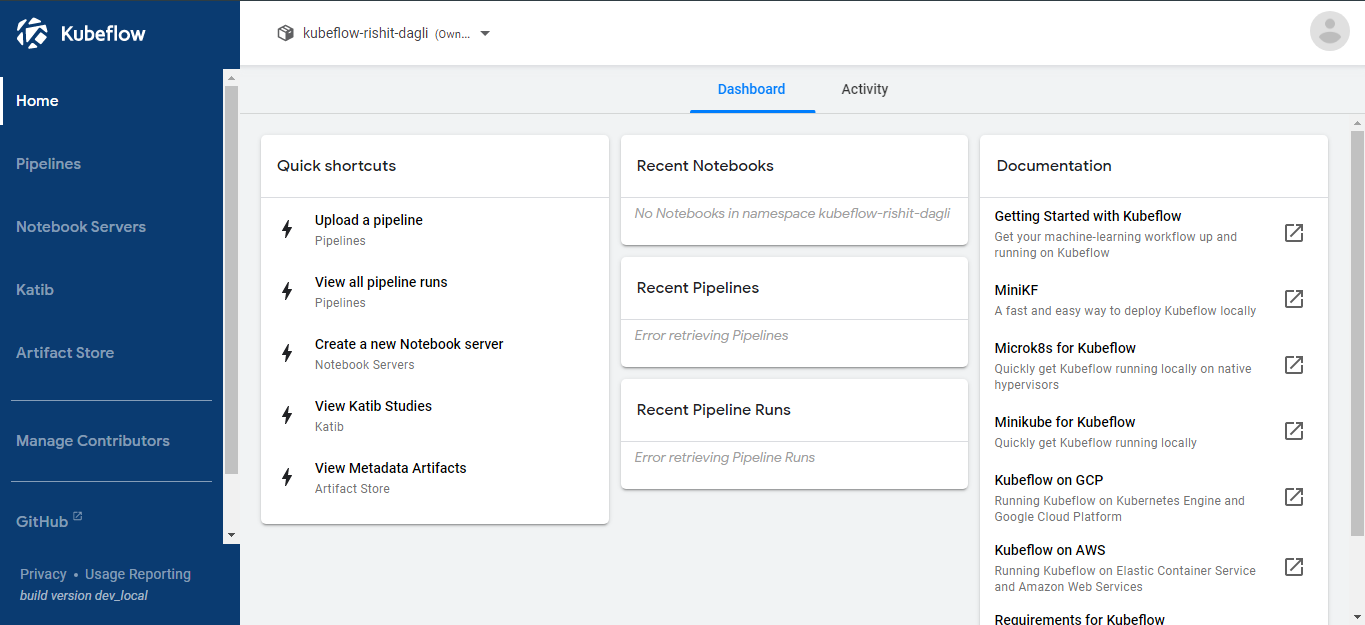 Kubeflow
kubeflow-rishit-dagli (Own...
Home
Pipelines
Notebook Servers
Katib
Artifact Store
Manage Contributors
GitHub
Privacy • Usage Reporting
build version dev_local
Dashboard
Activity
Quick shortcuts
Upload a pipeline
Pipelines
View all pipeline runs
Pipelines
Create a new Notebook server
Notebook Servers
View Katib Studies
Katib
View Metadata Artifacts
Artifact Store
Recent Notebooks
No Notebooks in namespace kubeflow-rishit-dagli
Recent Pipelines
Error retrieving Pipelines
Recent Pipeline Runs
Error retrieving Pipeline Runs
Documentation
Getting Started with Kubeflow
Get your machine-learning workflow up and
running on Kubeflow
MiniKF
A fast and easy way to deploy Kubeflow locally
Microk8s for Kubeflow
Quickly get Kubeflow running locally on native
hypervisors
Minikube for Kubeflow
Quickly get Kubeflow running locally
Kubeflow on GCP
Running Kubeflow on Kubernetes Engine and
Google Cloud Platform
Kubeflow on AWS
Running Kubeflow on Elastic Container Service
and Amazon Web Services
Requirements for Kubeflow